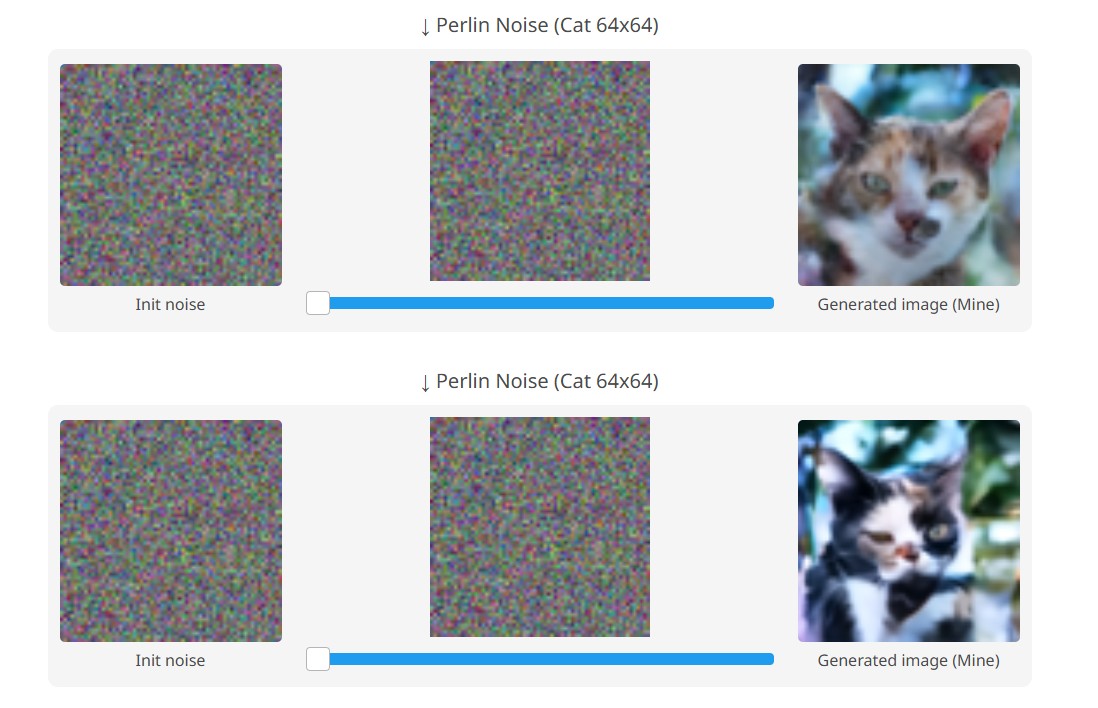 ↓ Perlin Noise (Cat 64x64)
Init noise
Generated image (Mine)
↓ Perlin Noise (Cat 64x64)
Init noise
Generated image (Mine)